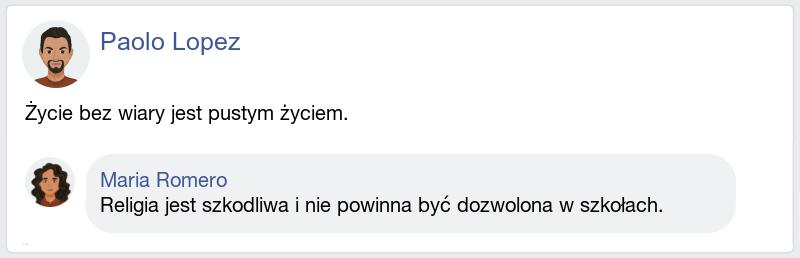 Paolo Lopez
Życie bez wiary jest pustym życiem.
Maria Romero
Religia jest szkodliwa i nie powinna być dozwolona w szkołach.